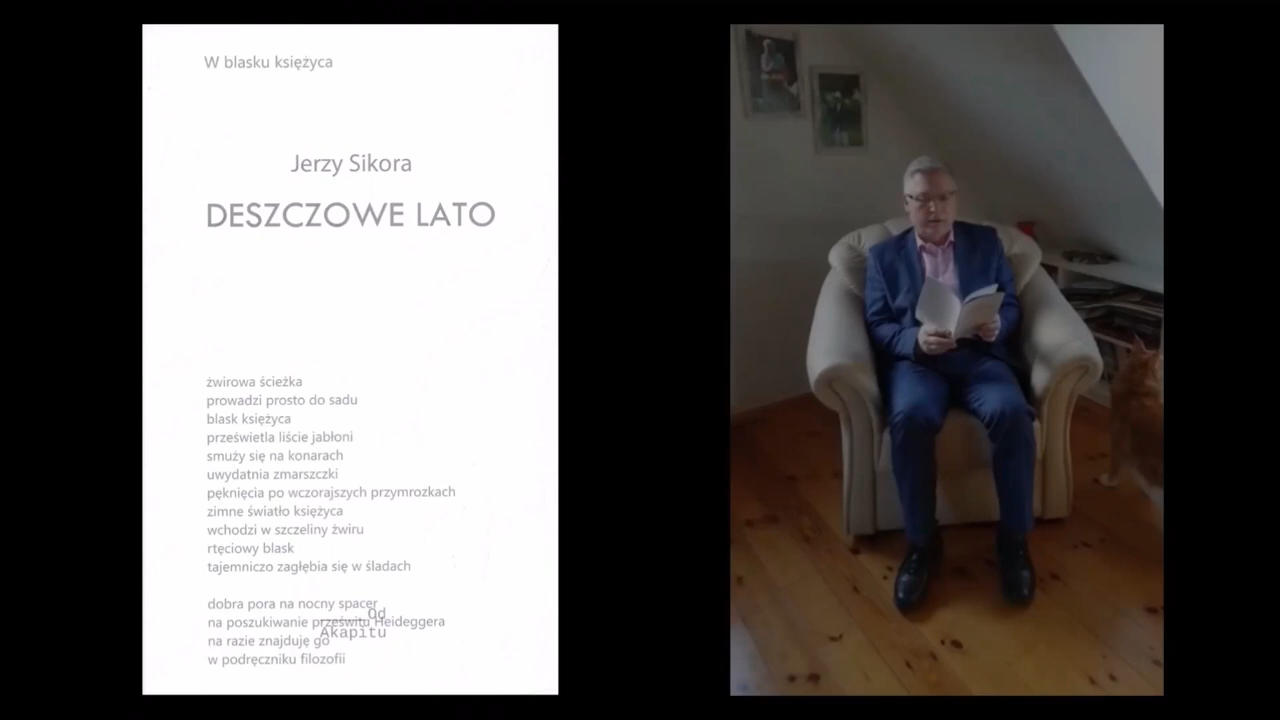 W blasku księżyca
Jerzy Sikora
DESZCZOWE LATO
żwirowa ścieżka
prowadzi prosto do sadu
blask księżyca
prześwietla liście jabłoni
smuży się na konarach
uwydatnia zmarszczki
pęknięcia po wczorajszych przymrozkach
zimne światło księżyca
wchodzi w szczeliny żwiru
rtęciowy blask
tajemniczo zagłębia się w śladach
dobra pora na nocny spacer
Od
na poszukiwanie prześwitu Heideggera
Akapitu
na razie znajduję go
w podręczniku filozofii